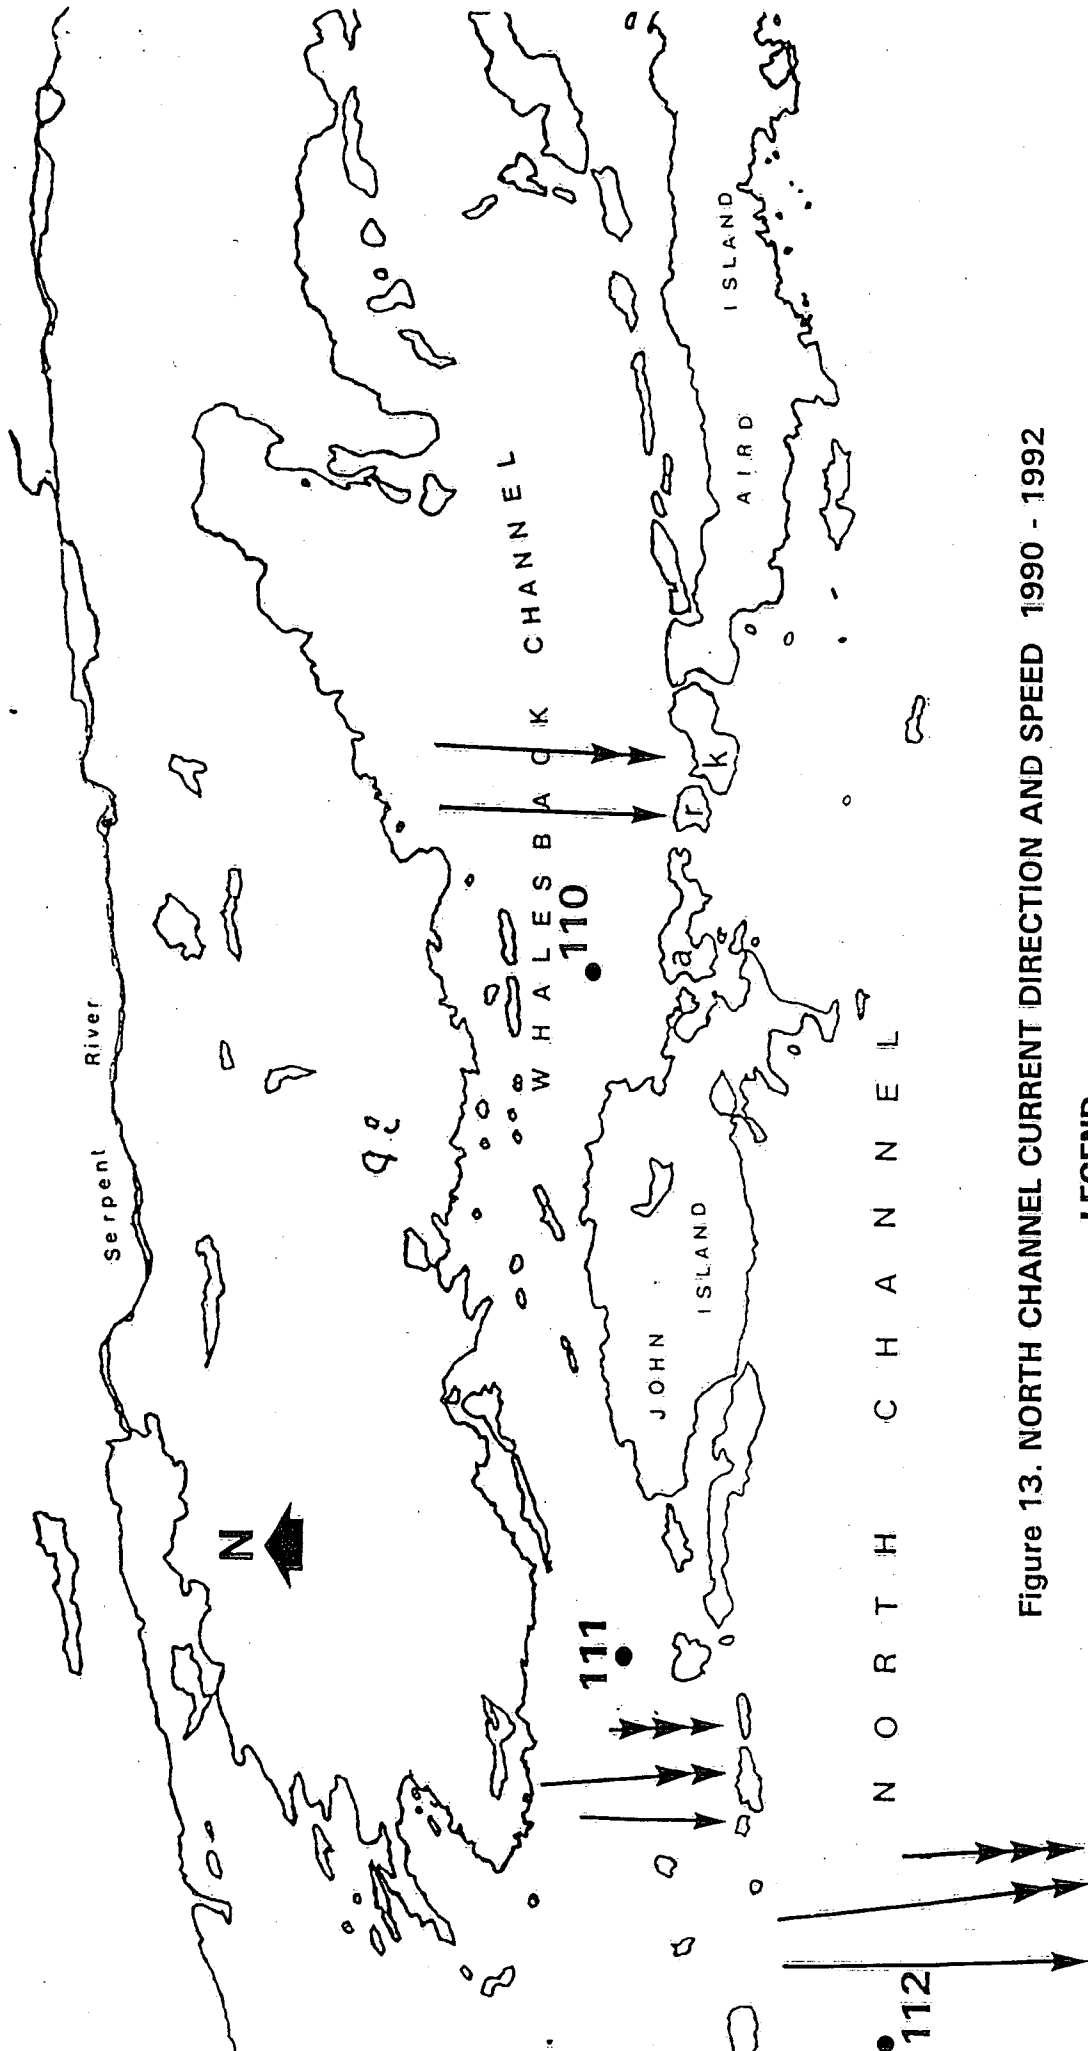 Serpent River
N
WHALESBACK CHANNEL
110
111
112
a
r
k
JOHN ISLAND
AIRD ISLAND
NORTH CHANNEL
Figure 13. NORTH CHANNEL CURRENT DIRECTION AND SPEED 1990 - 1992
LEGEND